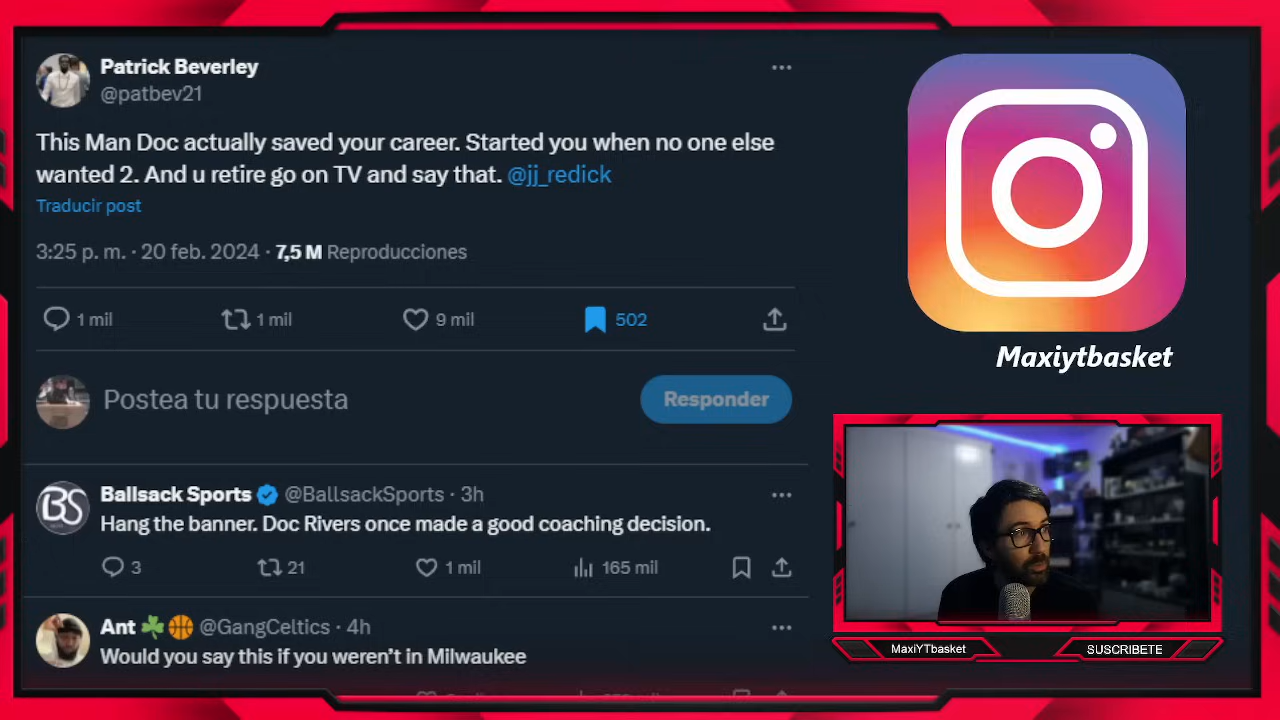 Patrick Beverley
@patbev21
This Man Doc actually saved your career. Started you when no one else
wanted 2. And u retire go on TV and say that. @jj_redick
Traducir post
3:25 p. m. · 20 feb. 2024 · 7,5 M Reproducciones
1 mil 1 mil 9 mil 502
Postea tu respuesta
Responder
BS
Ballsack Sports @BallsackSports · 3h
Hang the banner. Doc Rivers once made a good coaching decision.
3 21 1 mil 165 mil
Ant @GangCeltics · 4h
Would you say this if you weren't in Milwaukee
Maxiytbasket
MaxiYTbasket
SUSCRIBETE